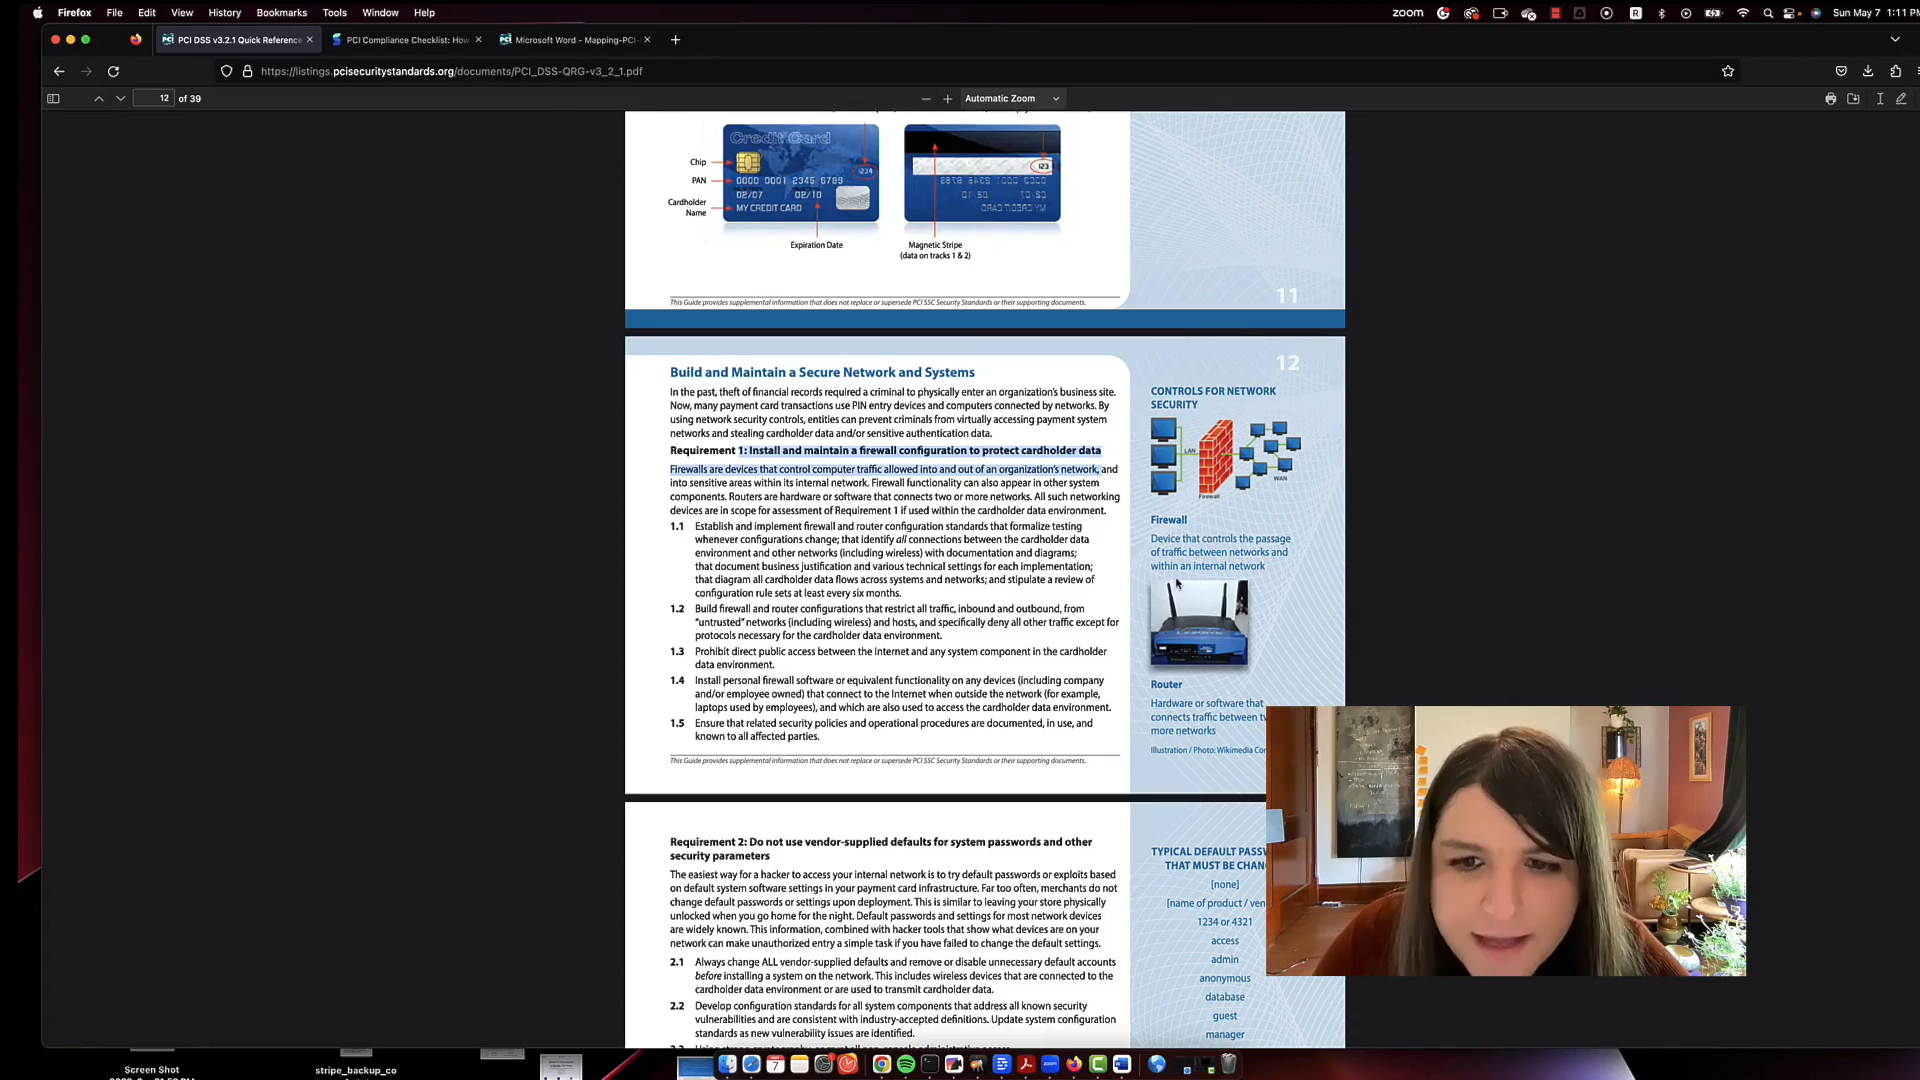 Firefox File Edit View History Bookmarks Tools Window Help
zoom
Sun May 7 1:11 PM
PCI DSS v3.2.1 Quick Reference
PCI Compliance Checklist: How
Microsoft Word - Mapping-PCI-
https://listings.pcisecuritystandards.org/documents/PCI_DSS-QRG-v3_2_1.pdf
12 of 39
Automatic Zoom
Credit Card
Chip
PAN
Cardholder
Name
1234
0000 0001 2345 6789
02/07 02/10
MY CREDIT CARD
Expiration Date
123
Magnetic Stripe
(data on tracks 1 & 2)
This Guide provides supplemental information that does not replace or supersede PCI SSC Security Standards or their supporting documents.
11
12
Build and Maintain a Secure Network and Systems
In the past, theft of financial records required a criminal to physically enter an organization's business site.
Now, many payment card transactions use PIN entry devices and computers connected by networks. By
using network security controls, entities can prevent criminals from virtually accessing payment system
networks and stealing cardholder data and/or sensitive authentication data.
Requirement 1: Install and maintain a firewall configuration to protect cardholder data
Firewalls are devices that control computer traffic allowed into and out of an organization's network, and
into sensitive areas within its internal network. Firewall functionality can also appear in other system
components. Routers are hardware or software that connects two or more networks. All such networking
devices are in scope for assessment of Requirement 1 if used within the cardholder data environment.
1.1 Establish and implement firewall and router configuration standards that formalize testing
whenever configurations change; that identify all connections between the cardholder data
environment and other networks (including wireless) with documentation and diagrams;
that document business justification and various technical settings for each implementation;
that diagram all cardholder data flows across systems and networks; and stipulate a review of
configuration rule sets at least every six months.
1.2 Build firewall and router configurations that restrict all traffic, inbound and outbound, from
"untrusted" networks (including wireless) and hosts, and specifically deny all other traffic except for
protocols necessary for the cardholder data environment.
1.3 Prohibit direct public access between the Internet and any system component in the cardholder
data environment.
1.4 Install personal firewall software or equivalent functionality on any devices (including company
and/or employee owned) that connect to the Internet when outside the network (for example,
laptops used by employees), and which are also used to access the cardholder data environment.
1.5 Ensure that related security policies and operational procedures are documented, in use, and
known to all affected parties.
This Guide provides supplemental information that does not replace or supersede PCI SSC Security Standards or their supporting documents.
CONTROLS FOR NETWORK
SECURITY
LAN
WAN
Firewall
Firewall
Device that controls the passage
of traffic between networks and
within an internal network
Router
Hardware or software that
connects traffic between tw
more networks
Illustration / Photo: Wikimedia Com
Requirement 2: Do not use vendor-supplied defaults for system passwords and other
security parameters
The easiest way for a hacker to access your internal network is to try default passwords or exploits based
on default system software settings in your payment card infrastructure. Far too often, merchants do not
change default passwords or settings upon deployment. This is similar to leaving your store physically
unlocked when you go home for the night. Default passwords and settings for most network devices
are widely known. This information, combined with hacker tools that show what devices are on your
network can make unauthorized entry a simple task if you have failed to change the default settings.
2.1 Always change ALL vendor-supplied defaults and remove or disable unnecessary default accounts
before installing a system on the network. This includes wireless devices that are connected to the
cardholder data environment or are used to transmit cardholder data.
2.2 Develop configuration standards for all system components that address all known security
vulnerabilities and are consistent with industry-accepted definitions. Update system configuration
standards as new vulnerability issues are identified.
TYPICAL DEFAULT PASS
THAT MUST BE CHAN
[none]
[name of product / ven
1234 or 4321
access
admin
anonymous
database
guest
manager
Screen Shot
stripe_backup_co